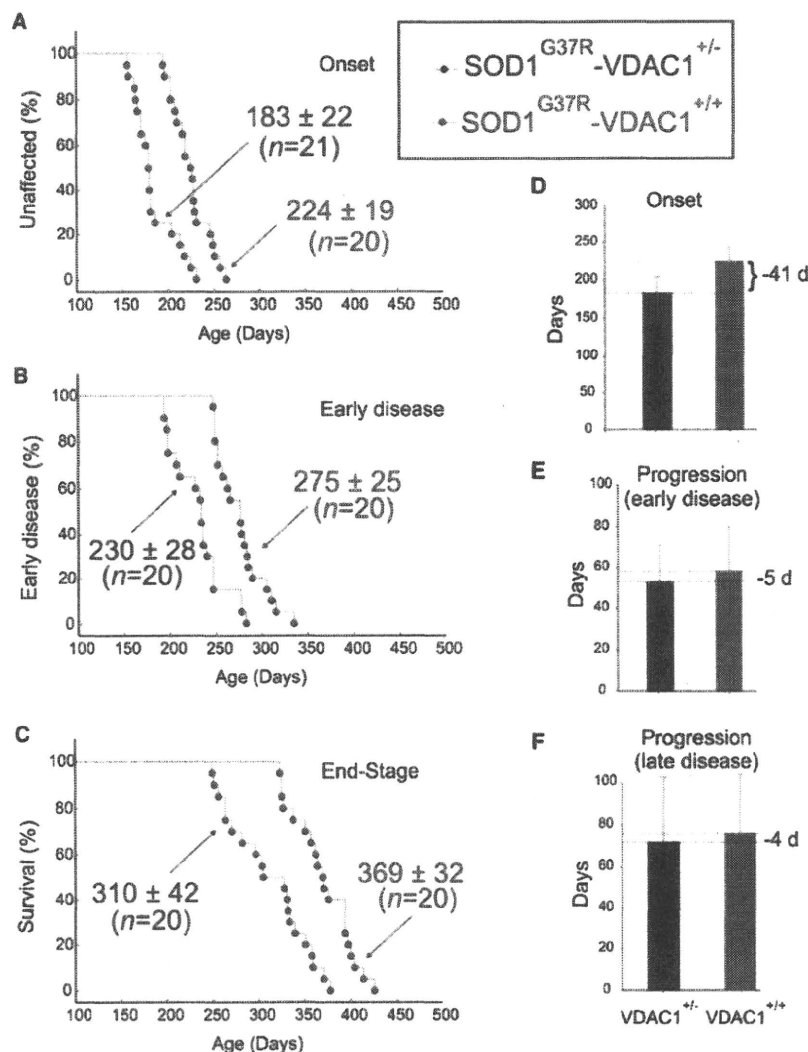 A
Onset
SOD1 G37R -VDAC1 +/-
SOD1 G37R -VDAC1 +/+
Unaffected (%)
100
80
60
40
20
0
183 ± 22
(n=21)
224 ± 19
(n=20)
100 150 200 250 300 350 400 450 500
Age (Days)
B
Early disease
Early disease (%)
100
80
60
40
20
0
230 ± 28
(n=20)
275 ± 25
(n=20)
100 150 200 250 300 350 400 450 500
Age (Days)
C
End-Stage
Survival (%)
100
80
60
40
20
0
310 ± 42
(n=20)
369 ± 32
(n=20)
100 150 200 250 300 350 400 450 500
Age (Days)
D
Onset
Days
300
250
200
150
100
50
0
-41 d
E
Progression
(early disease)
Days
100
80
60
40
20
0
-5 d
F
Progression
(late disease)
Days
100
80
60
40
20
0
-4 d
VDAC1 +/- VDAC1 +/+